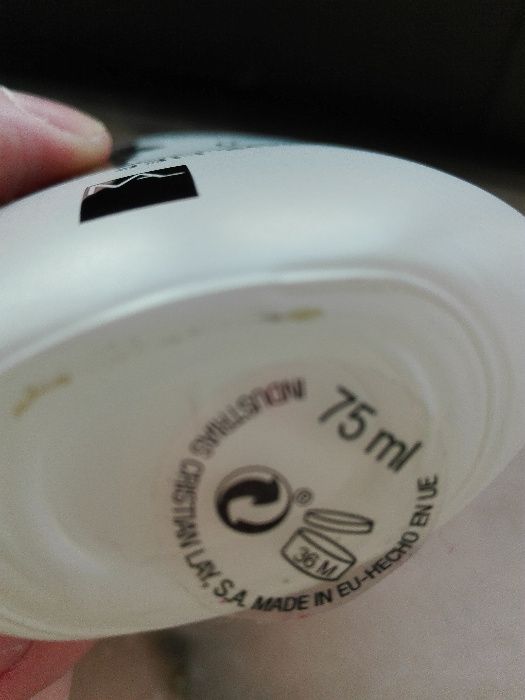 75 ml
INDUSTRIAS CRISTIAN LAY, S.A. MADE IN EU-HECHO EN UE
®
36 M